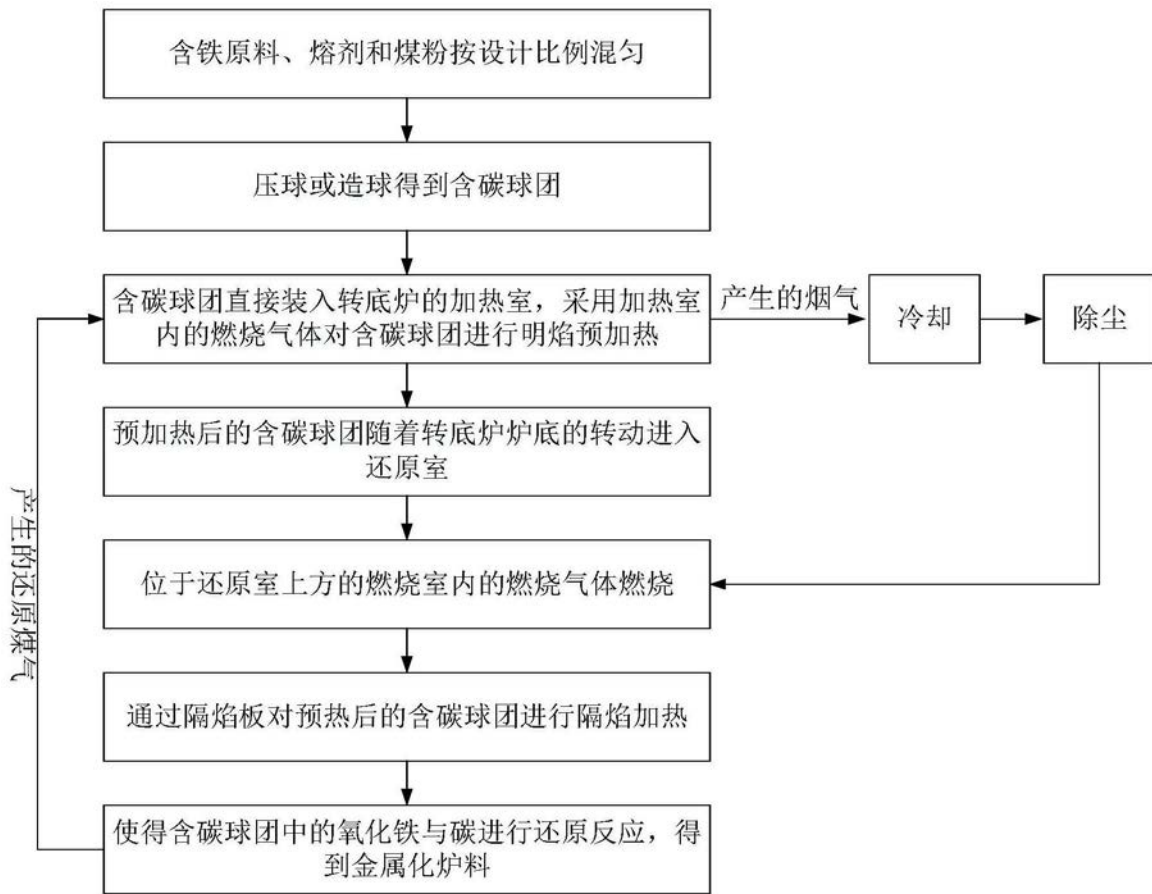 含铁原料、熔剂和煤粉按设计比例混匀
压球或造球得到含碳球团
含碳球团直接装入转底炉的加热室，采用加热室
内的燃烧气体对含碳球团进行明焰预加热
产生的烟气
冷却
除尘
预加热后的含碳球团随着转底炉炉底的转动进入
还原室
产生的还原煤气
位于还原室上方的燃烧室内的燃烧气体燃烧
通过隔焰板对预热后的含碳球团进行隔焰加热
使得含碳球团中的氧化铁与碳进行还原反应，得
到金属化炉料